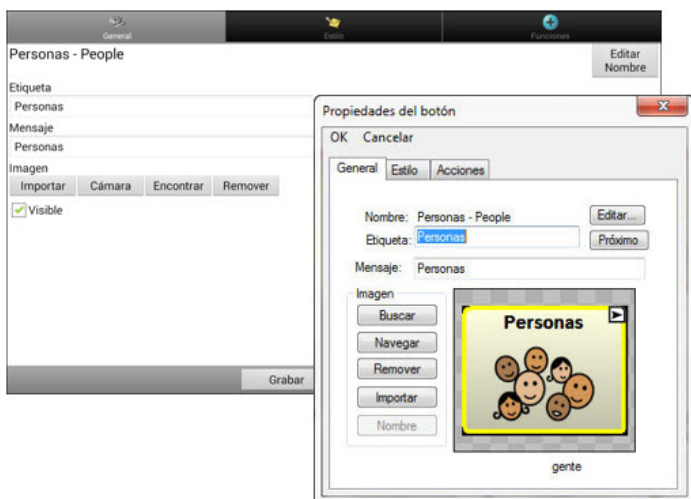 General Estilo Funciones
Personas - People
Editar
Nombre
Etiqueta
Personas
Mensaje
Personas
Imagen
Importar Cámara Encontrar Remover
Visible
Grabar
Propiedades del botón
OK Cancelar
General Estilo Acciones
Nombre: Personas - People Editar...
Etiqueta: Personas Próximo
Mensaje: Personas
Imagen
Buscar
Navegar
Remover
Importar
Nombre
Personas
gente